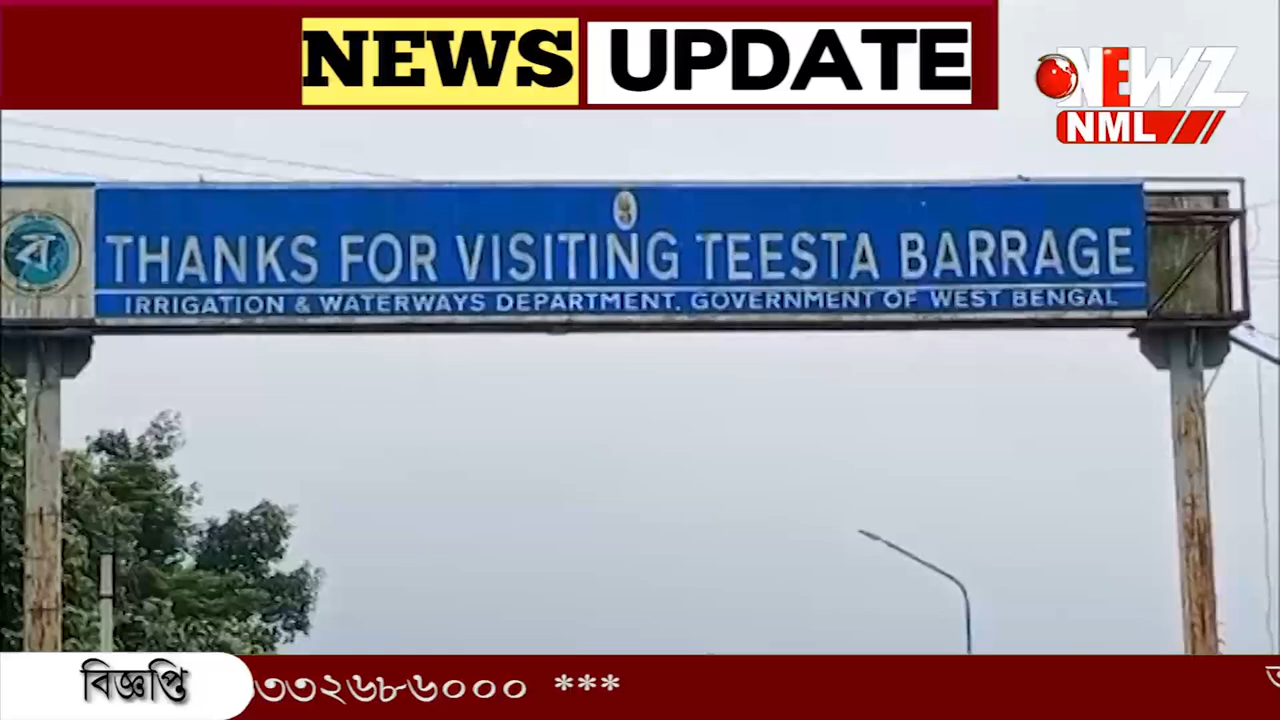 NEWS UPDATE
NEWZ
NML
ব
THANKS FOR VISITING TEESTA BARRAGE
IRRIGATION & WATERWAYS DEPARTMENT, GOVERNMENT OF WEST BENGAL
বিজ্ঞপ্তি
৩৩২৬৮৬০০০ ***